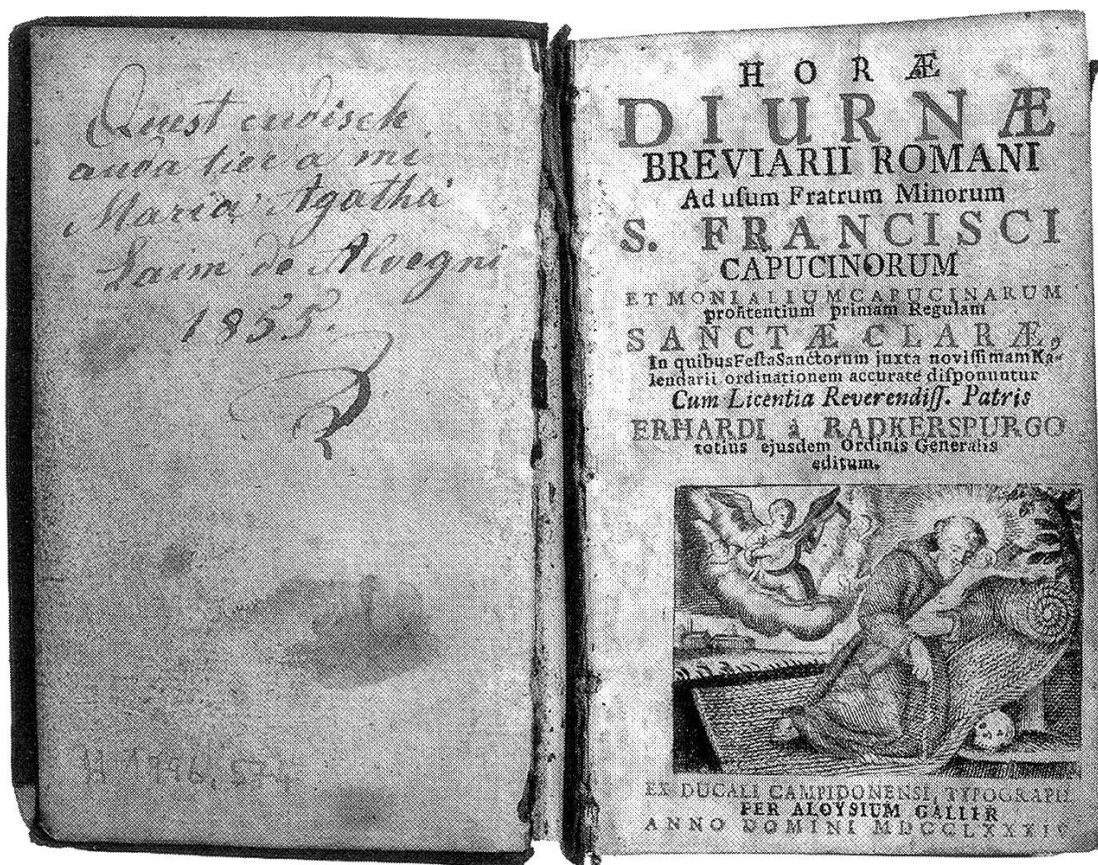 Quest cudisch
auda tier a mi
Maria Agatha
Laim de Alvegni
1855.
H 1996, 57
HORÆ
DIURNÆ
BREVIARII ROMANI
Ad uſum Fratrum Minorum
S. FRANCISCI
CAPUCINORUM
ET MONIALIUM CAPUCINARUM
profitentium primam Regulam
SANCTÆ CLARÆ,
In quibus Feſta Sanctorum juxta noviſſimam Ka-
lendarii ordinationem accurate diſponuntur
Cum Licentia Reverendiſſ. Patris
ERHARDI à RADKERSPURGO
totius ejusdem Ordinis Generalis
editum.
EX DUCALI CAMPIDONENSI, TYPOGRAPH
PER ALOYSIUM GALLER
ANNO DOMINI MDCCLXXXIV